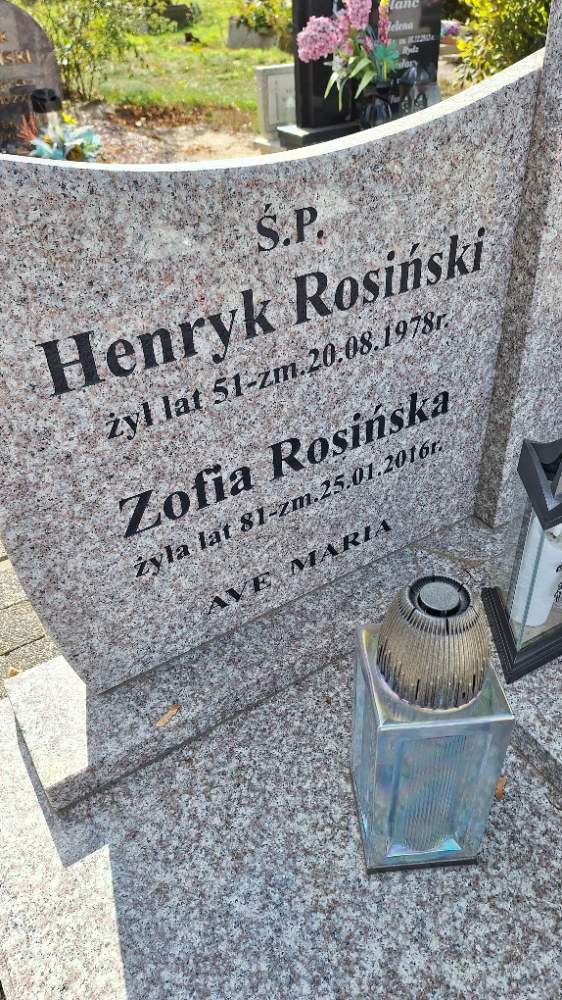 Ś.P.
Henryk Rosiński
żył lat 51-zm.20.08.1978r.
Zofia Rosińska
żyła lat 81-zm.25.01.2016r.
AVE MARIA